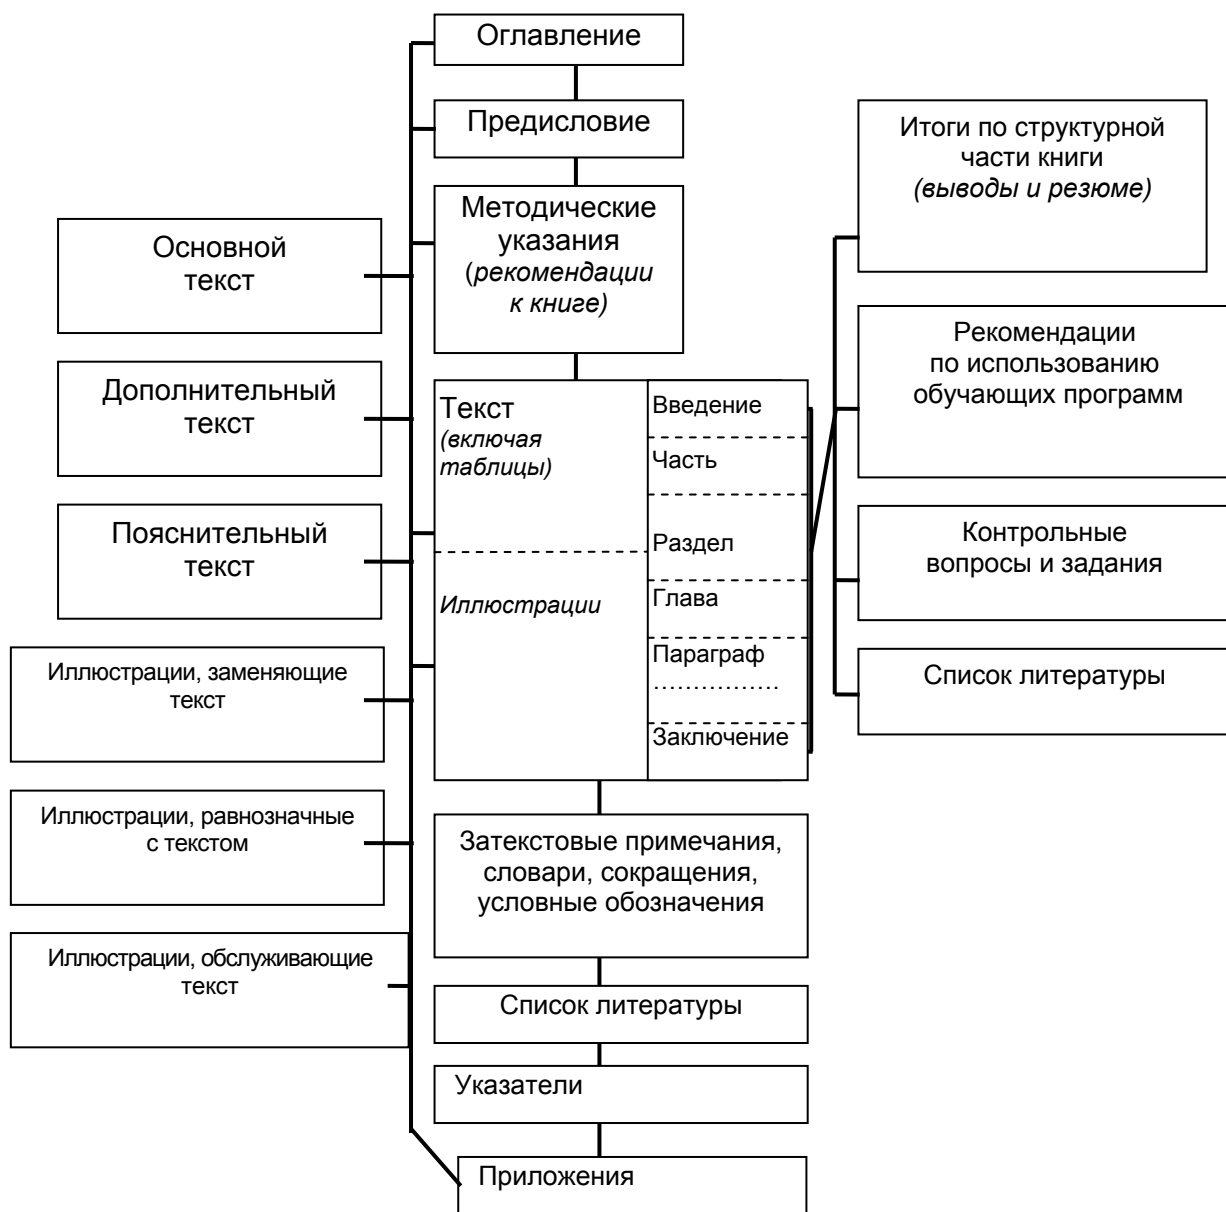 Оглавление
Предисловие
Методические
указания
(рекомендации
к книге)
Основной
текст
Дополнительный
текст
Пояснительный
текст
Иллюстрации, заменяющие
текст
Иллюстрации, равнозначные
с текстом
Иллюстрации, обслуживающие
текст
Текст
(включая
таблицы)
Иллюстрации
Введение
Часть
Раздел
Глава
Параграф
................
Заключение
Итоги по структурной
части книги
(выводы и резюме)
Рекомендации
по использованию
обучающих программ
Контрольные
вопросы и задания
Список литературы
Затекстовые примечания,
словари, сокращения,
условные обозначения
Список литературы
Указатели
Приложения